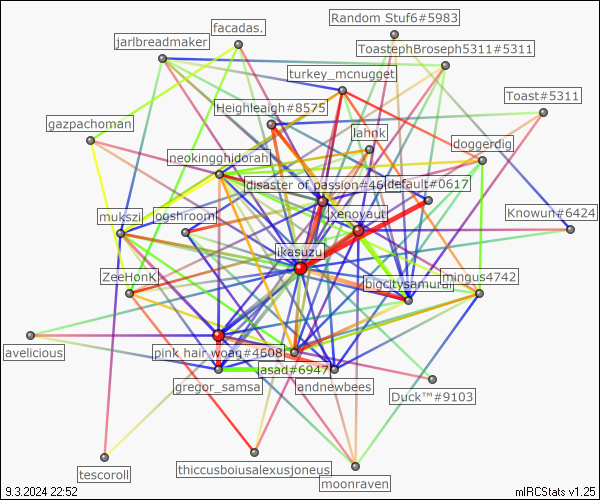 Random Stuf6#5983
facadas.
jarlbreadmaker
ToastephBroseph5311#5311
turkey_mcnugget
Toast#5311
Heighleaigh#8575
gazpachoman
lahnk
doggerdig
neokingghidorah
disaster of passion#46
default#0617
mukszi
jogshroom
xenoyaut
Knowun#6424
ikasuzu
ZeeHonK
bigcitysamurai
mingus4742
avelicious
pink hair woag#4608
asad#6947
gregor_samsa
andnewbees
Duck™#9103
tescoroll
thiccusboiusalexusjoneus
moonraven
9.3.2024 22:52
mIRCStats v1.25